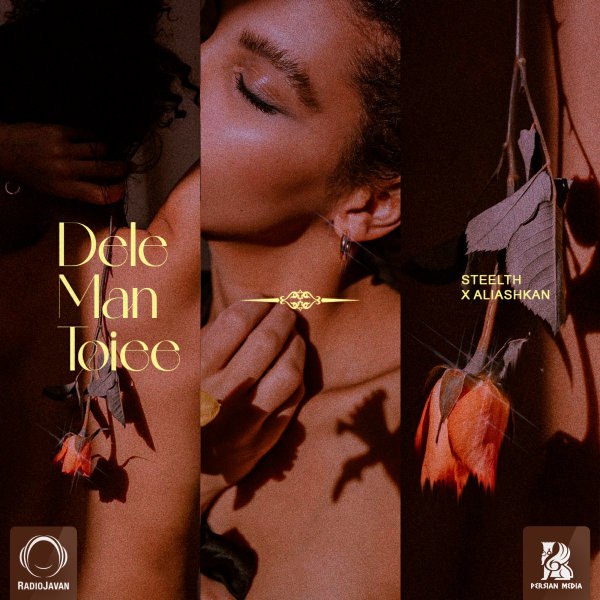 Dele
Man
Toiee
STEELTH
X ALIASHKAN
RADIOJAVAN
PERSIAN MEDIA